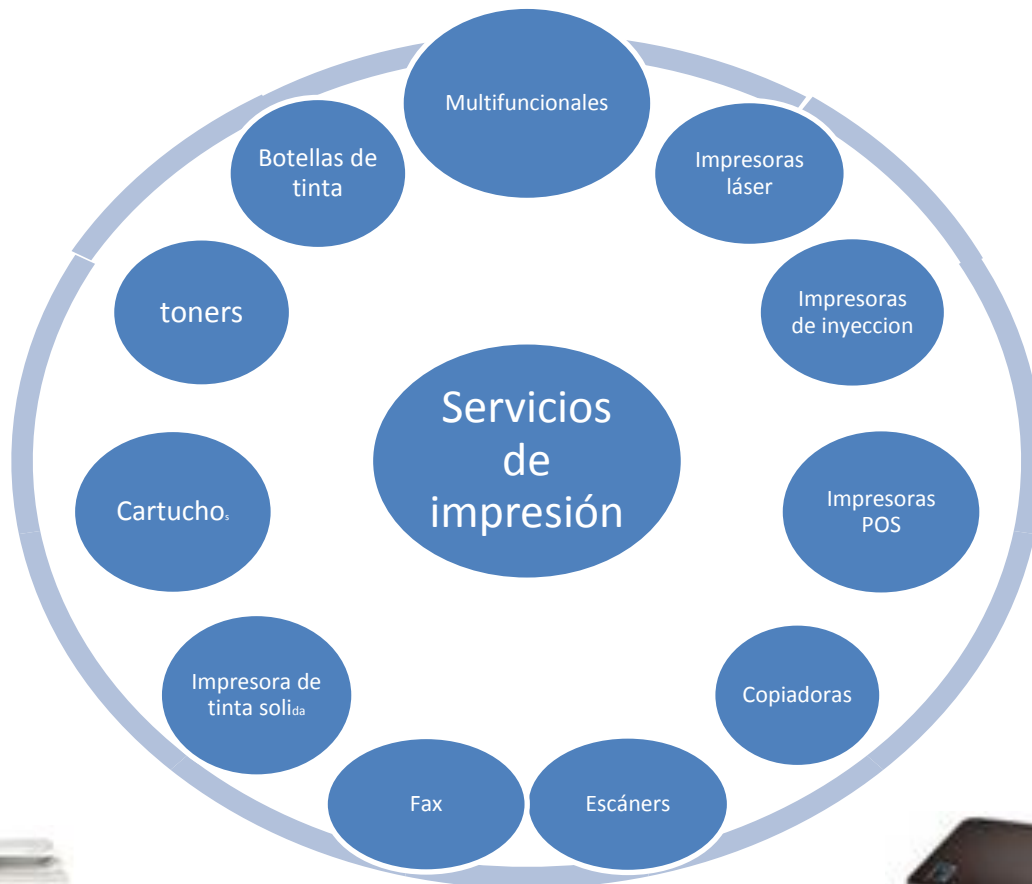 Multifuncionales
Impresoras
láser
Impresoras
de inyeccion
Impresoras
POS
Copiadoras
Escáners
Fax
Impresora de
tinta solida
Cartuchos
toners
Botellas de
tinta
Servicios
de
impresión